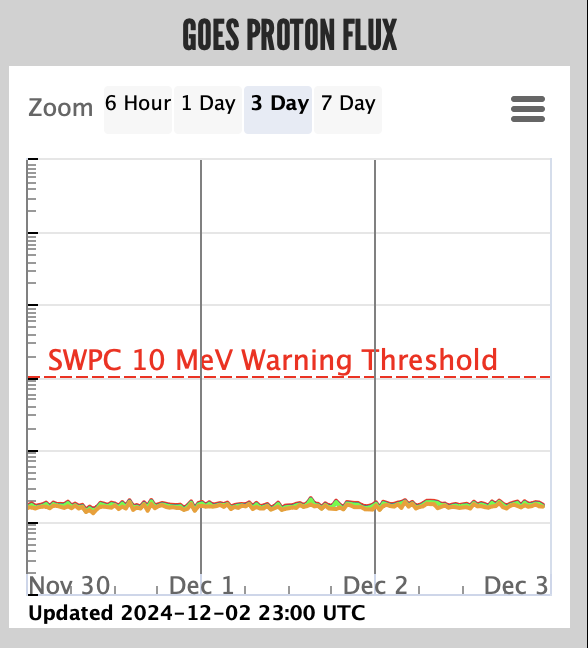 GOES PROTON FLUX
Zoom 6 Hour 1 Day 3 Day 7 Day
SWPC 10 MeV Warning Threshold
Nov 30 Dec 1 Dec 2 Dec 3
Updated 2024-12-02 23:00 UTC